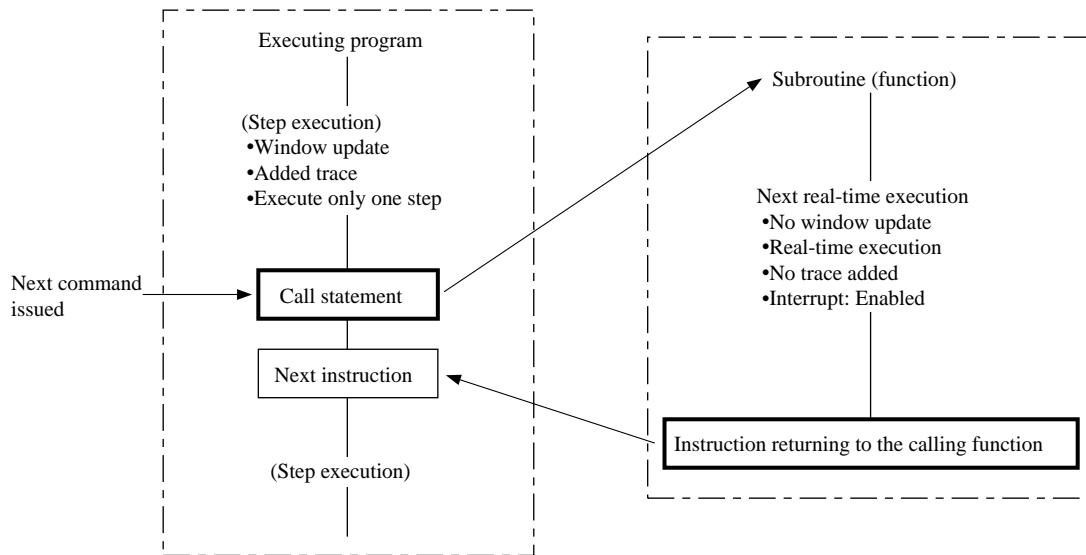 Executing program
(Step execution)
•Window update
•Added trace
•Execute only one step
Next command
issued
Call statement
Next instruction
(Step execution)
Subroutine (function)
Next real-time execution
•No window update
•Real-time execution
•No trace added
•Interrupt: Enabled
Instruction returning to the calling function